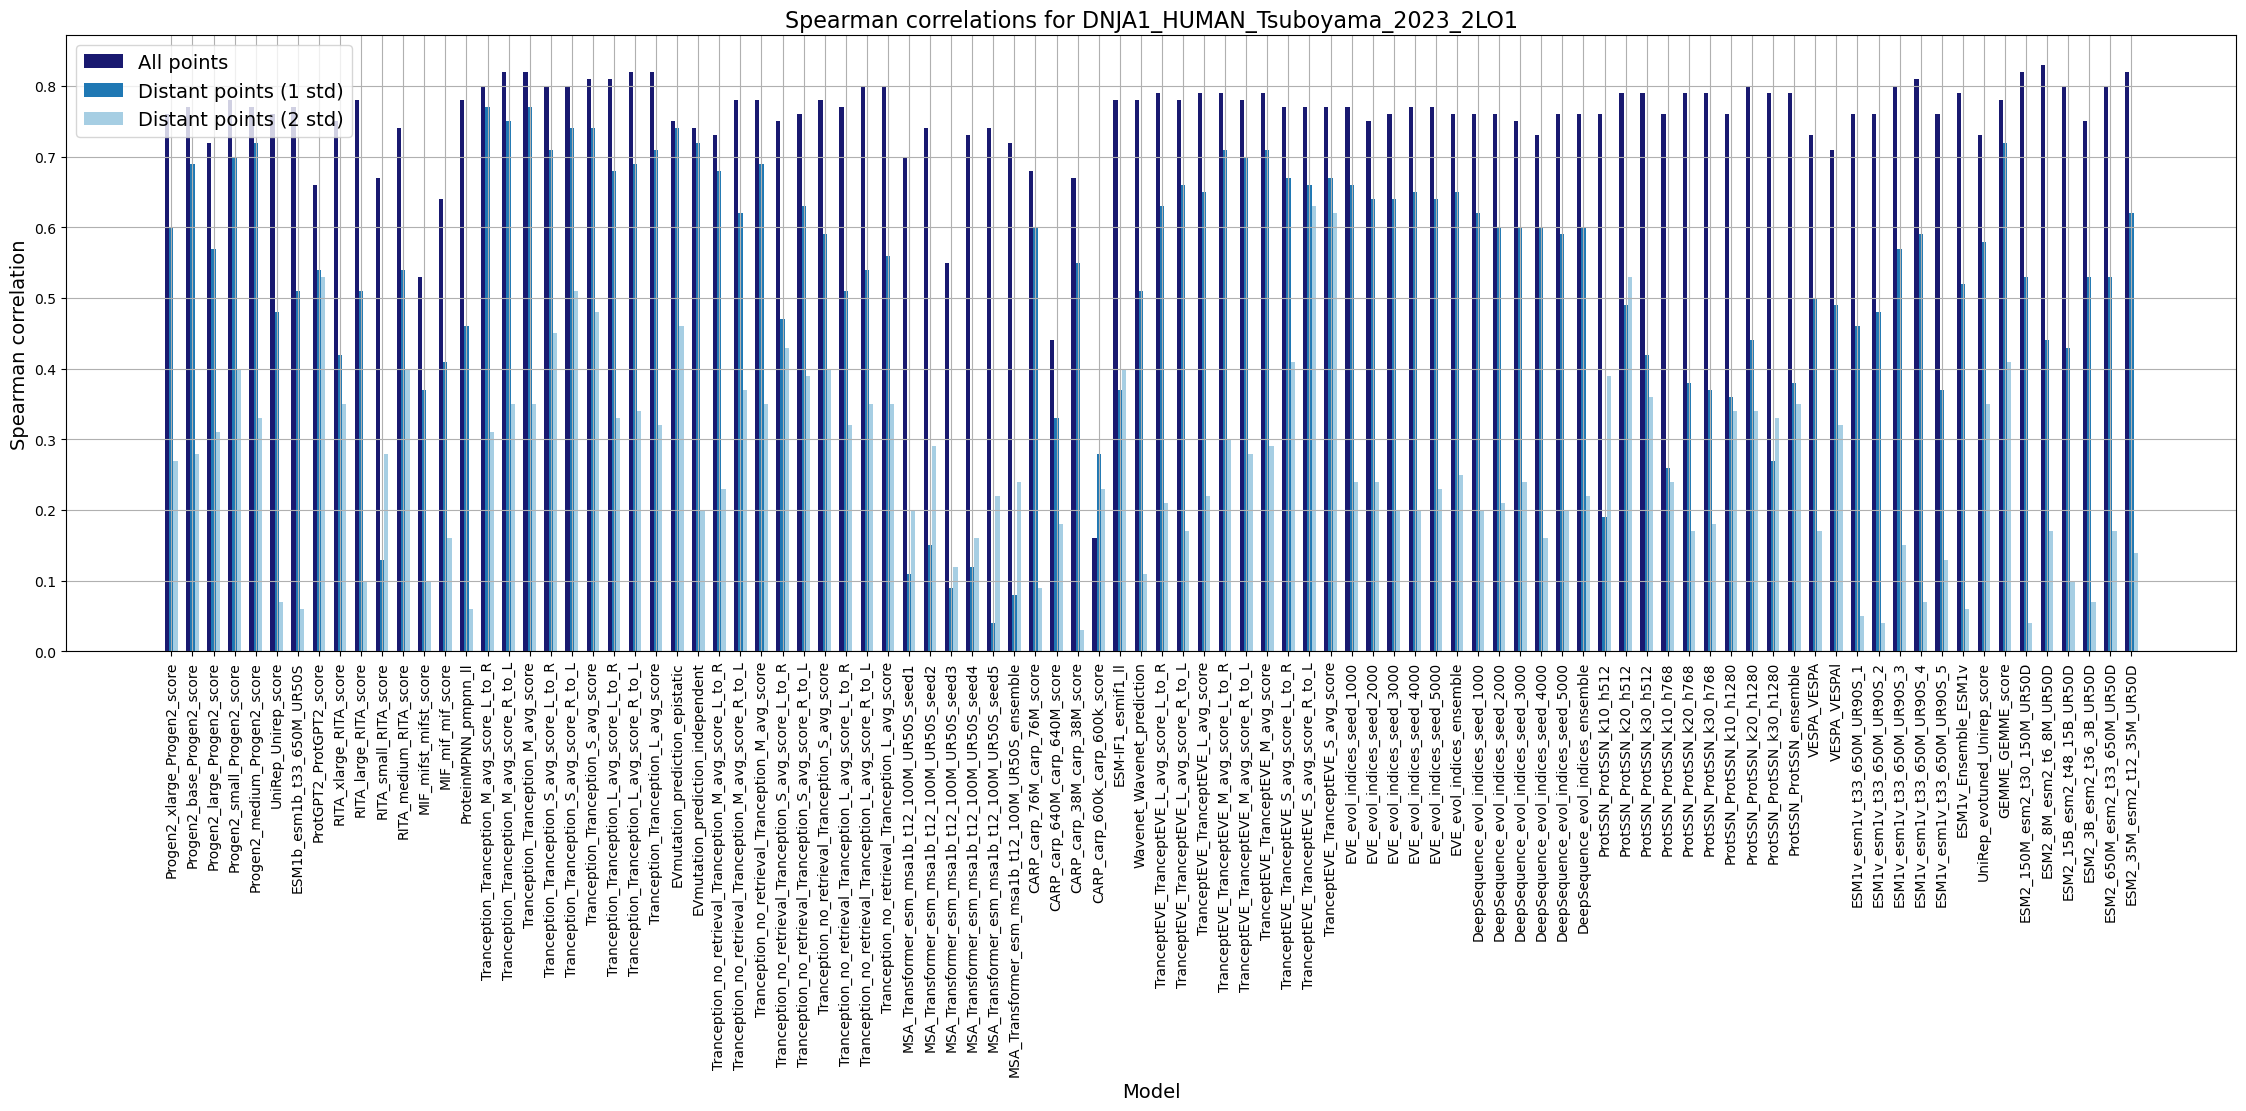 Spearman correlations for DNJA1_HUMAN_Tsuboyama_2023_2LO1
All points
Distant points (1 std)
Distant points (2 std)
Spearman correlation
0.8
0.7
0.6
0.5
0.4
0.3
0.2
0.1
0.0
Progen2_xlarge_Progen2_score
Progen2_base_Progen2_score
Progen2_large_Progen2_score
Progen2_small_Progen2_score
Progen2_medium_Progen2_score
UniRep_Unirep_score
ESM1b_esm1b_t33_650M_UR50S
ProtGPT2_ProtGPT2_score
RITA_xlarge_RITA_score
RITA_large_RITA_score
RITA_small_RITA_score
RITA_medium_RITA_score
MIF_mifst_mifst_score
MIF_mif_mif_score
ProteinMPNN_pmpnn_ll
Tranception_Tranception_M_avg_score_L_to_R
Tranception_Tranception_M_avg_score_R_to_L
Tranception_Tranception_M_avg_score
Tranception_Tranception_S_avg_score_L_to_R
Tranception_Tranception_S_avg_score_R_to_L
Tranception_Tranception_S_avg_score
Tranception_Tranception_L_avg_score_L_to_R
Tranception_Tranception_L_avg_score_R_to_L
Tranception_Tranception_L_avg_score
EVmutation_prediction_epistatic
EVmutation_prediction_independent
Tranception_no_retrieval_Tranception_M_avg_score_L_to_R
Tranception_no_retrieval_Tranception_M_avg_score_R_to_L
Tranception_no_retrieval_Tranception_M_avg_score
Tranception_no_retrieval_Tranception_S_avg_score_L_to_R
Tranception_no_retrieval_Tranception_S_avg_score_R_to_L
Tranception_no_retrieval_Tranception_S_avg_score
Tranception_no_retrieval_Tranception_L_avg_score_L_to_R
Tranception_no_retrieval_Tranception_L_avg_score_R_to_L
Tranception_no_retrieval_Tranception_L_avg_score
MSA_Transformer_esm_msa1b_t12_100M_UR50S_seed1
MSA_Transformer_esm_msa1b_t12_100M_UR50S_seed2
MSA_Transformer_esm_msa1b_t12_100M_UR50S_seed3
MSA_Transformer_esm_msa1b_t12_100M_UR50S_seed4
MSA_Transformer_esm_msa1b_t12_100M_UR50S_seed5
MSA_Transformer_esm_msa1b_t12_100M_UR50S_ensemble
CARP_carp_76M_carp_76M_score
CARP_carp_640M_carp_640M_score
CARP_carp_38M_carp_38M_score
CARP_carp_600k_carp_600k_score
ESM-IF1_esmif1_ll
Wavenet_Wavenet_prediction
TranceptEVE_TranceptEVE_L_avg_score_L_to_R
TranceptEVE_TranceptEVE_L_avg_score_R_to_L
TranceptEVE_TranceptEVE_L_avg_score
TranceptEVE_TranceptEVE_M_avg_score_L_to_R
TranceptEVE_TranceptEVE_M_avg_score_R_to_L
TranceptEVE_TranceptEVE_M_avg_score
TranceptEVE_TranceptEVE_S_avg_score_L_to_R
TranceptEVE_TranceptEVE_S_avg_score_R_to_L
TranceptEVE_TranceptEVE_S_avg_score
EVE_evol_indices_seed_1000
EVE_evol_indices_seed_2000
EVE_evol_indices_seed_3000
EVE_evol_indices_seed_4000
EVE_evol_indices_seed_5000
EVE_evol_indices_ensemble
DeepSequence_evol_indices_seed_1000
DeepSequence_evol_indices_seed_2000
DeepSequence_evol_indices_seed_3000
DeepSequence_evol_indices_seed_4000
DeepSequence_evol_indices_seed_5000
DeepSequence_evol_indices_ensemble
ProtSSN_ProtSSN_k10_h512
ProtSSN_ProtSSN_k20_h512
ProtSSN_ProtSSN_k30_h512
ProtSSN_ProtSSN_k10_h768
ProtSSN_ProtSSN_k20_h768
ProtSSN_ProtSSN_k30_h768
ProtSSN_ProtSSN_k10_h1280
ProtSSN_ProtSSN_k20_h1280
ProtSSN_ProtSSN_k30_h1280
ProtSSN_ProtSSN_ensemble
VESPA_VESPA
VESPA_VESPAl
ESM1v_esm1v_t33_650M_UR90S_1
ESM1v_esm1v_t33_650M_UR90S_2
ESM1v_esm1v_t33_650M_UR90S_3
ESM1v_esm1v_t33_650M_UR90S_4
ESM1v_esm1v_t33_650M_UR90S_5
ESM1v_Ensemble_ESM1v
UniRep_evotuned_Unirep_score
GEMME_GEMME_score
ESM2_150M_esm2_t30_150M_UR50D
ESM2_8M_esm2_t6_8M_UR50D
ESM2_15B_esm2_t48_15B_UR50D
ESM2_3B_esm2_t36_3B_UR50D
ESM2_650M_esm2_t33_650M_UR50D
ESM2_35M_esm2_t12_35M_UR50D
Model